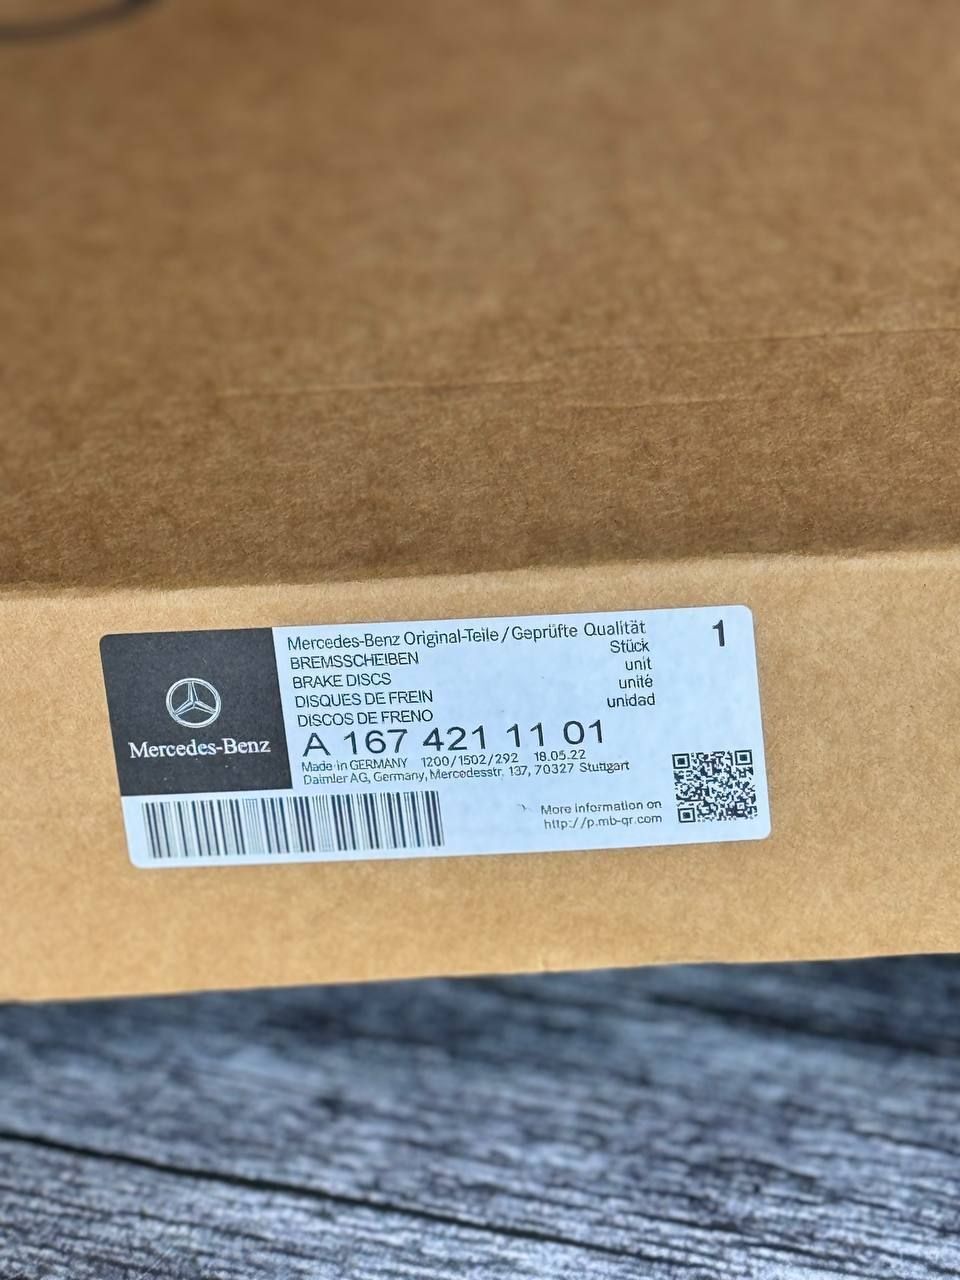 Mercedes-Benz
Mercedes-Benz Original-Teile / Geprüfte Qualität
1
BREMSSCHEIBEN Stück
BRAKE DISCS unit
DISQUES DE FREIN unité
DISCOS DE FRENO unidad
A 167 421 11 01
Made in GERMANY 1200/1502/292 18.05.22
Daimler AG, Germany, Mercedesstr. 137, 70327 Stuttgart
More information on
http://p.mb-qr.com